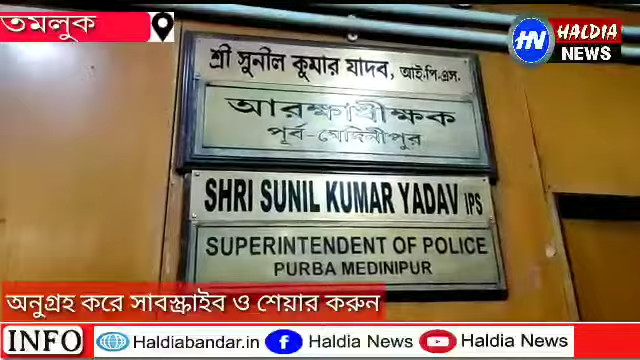 তমলুক
HN HALDIA
NEWS
শ্রী সুনীল কুমার যাদব, আই.পি.এস.
আরক্ষাধীক্ষক
পূর্ব-মেদিনীপুর
SHRI SUNIL KUMAR YADAV IPS
SUPERINTENDENT OF POLICE
PURBA MEDINIPUR
অনুগ্রহ করে সাবস্ক্রাইব ও শেয়ার করুন
INFO Haldiabandar.in Haldia News Haldia News